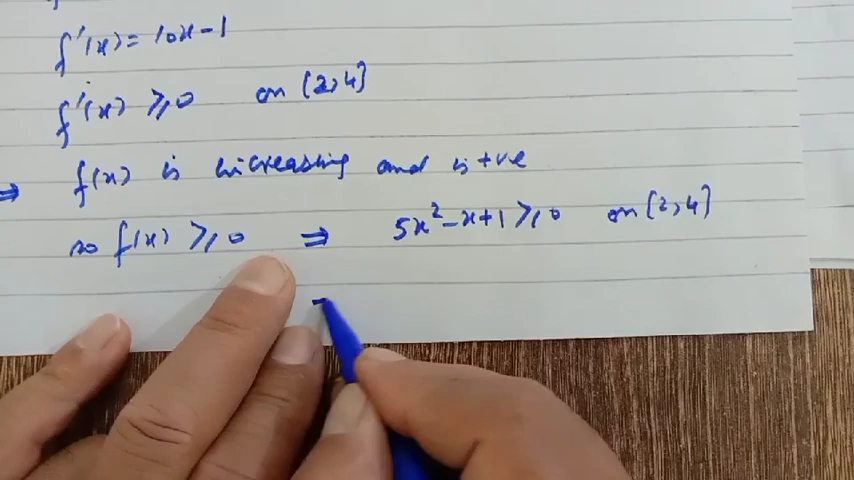 f'(x) = 10x-1
f'(x) ⩾ 0 on [2,4]
⇒ f(x) is increasing and is +ve
so f(x) ⩾ 0 ⇒ 5x²-x+1 ⩾ 0 on [2,4]